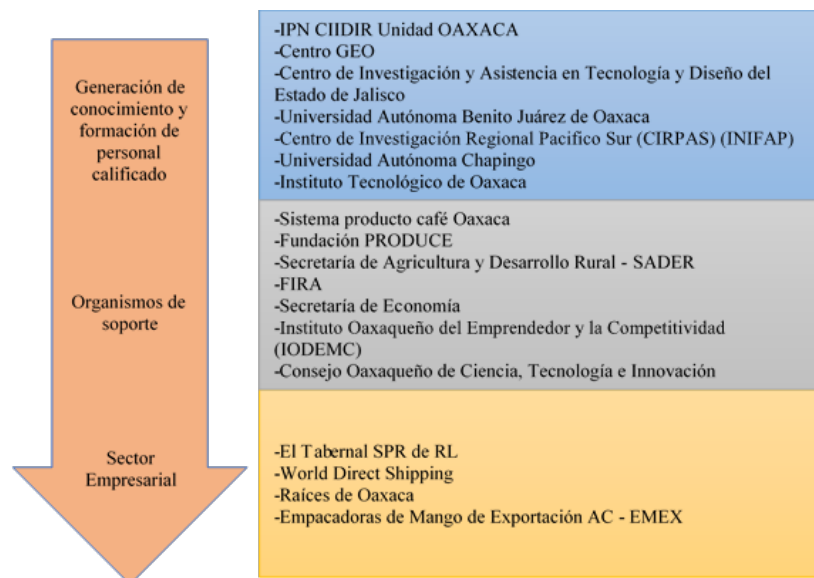 Generación de
conocimiento y
formación de
personal
calificado
-IPN CIIDIR Unidad OAXACA
-Centro GEO
-Centro de Investigación y Asistencia en Tecnología y Diseño del
Estado de Jalisco
-Universidad Autónoma Benito Juárez de Oaxaca
-Centro de Investigación Regional Pacifico Sur (CIRPAS) (INIFAP)
-Universidad Autónoma Chapingo
-Instituto Tecnológico de Oaxaca
Organismos de
soporte
-Sistema producto café Oaxaca
-Fundación PRODUCE
-Secretaría de Agricultura y Desarrollo Rural - SADER
-FIRA
-Secretaría de Economía
-Instituto Oaxaqueño del Emprendedor y la Competitividad
(IODEMC)
-Consejo Oaxaqueño de Ciencia, Tecnología e Innovación
Sector
Empresarial
-El Tabernal SPR de RL
-World Direct Shipping
-Raíces de Oaxaca
-Empacadoras de Mango de Exportación AC - EMEX